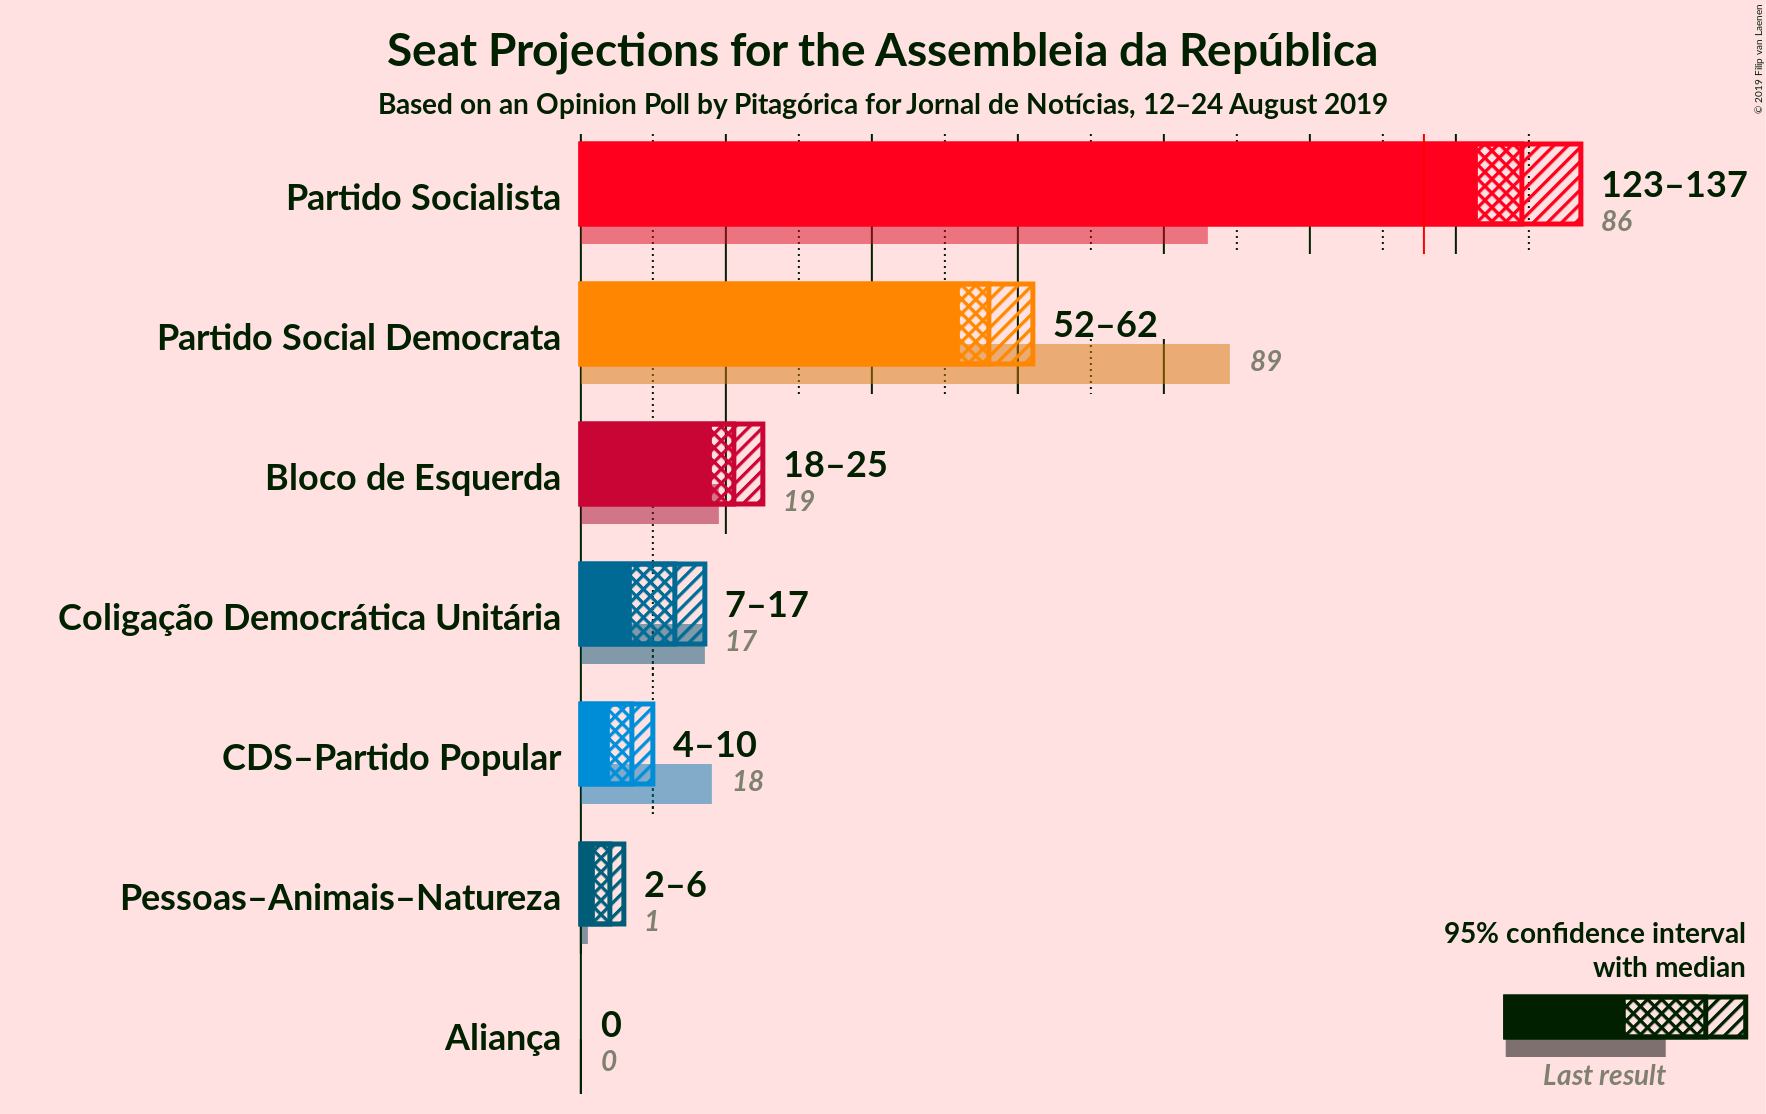 Seat Projections for the Assembleia da República
Based on an Opinion Poll by Pitagórica for Jornal de Notícias, 12–24 August 2019
© 2019 Filip van Laenen
Partido Socialista
123–137
86
Partido Social Democrata
52–62
89
Bloco de Esquerda
18–25
19
Coligação Democrática Unitária
7–17
17
CDS–Partido Popular
4–10
18
Pessoas–Animais–Natureza
2–6
1
Aliança
0
0
95% confidence interval
with median
Last result